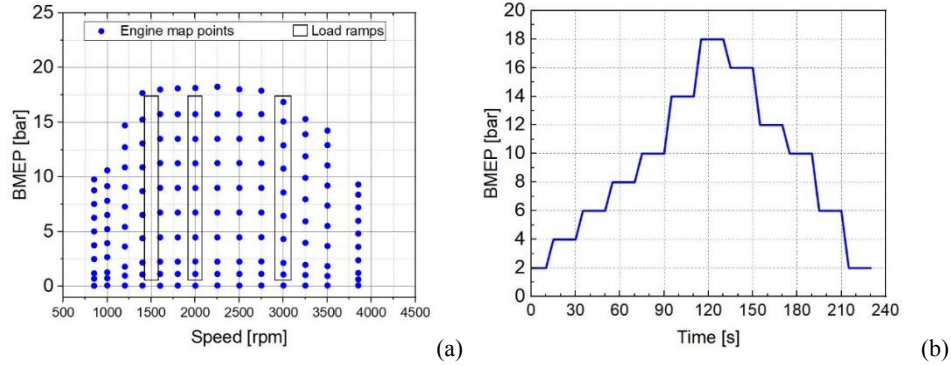 25
20
15
10
5
0
BMEP [bar]
Engine map points
Load ramps
500 1000 1500 2000 2500 3000 3500 4000 4500
Speed [rpm]
(a)
20
18
16
14
12
10
8
6
4
2
0
BMEP [bar]
0 30 60 90 120 150 180 210 240
Time [s]
(b)